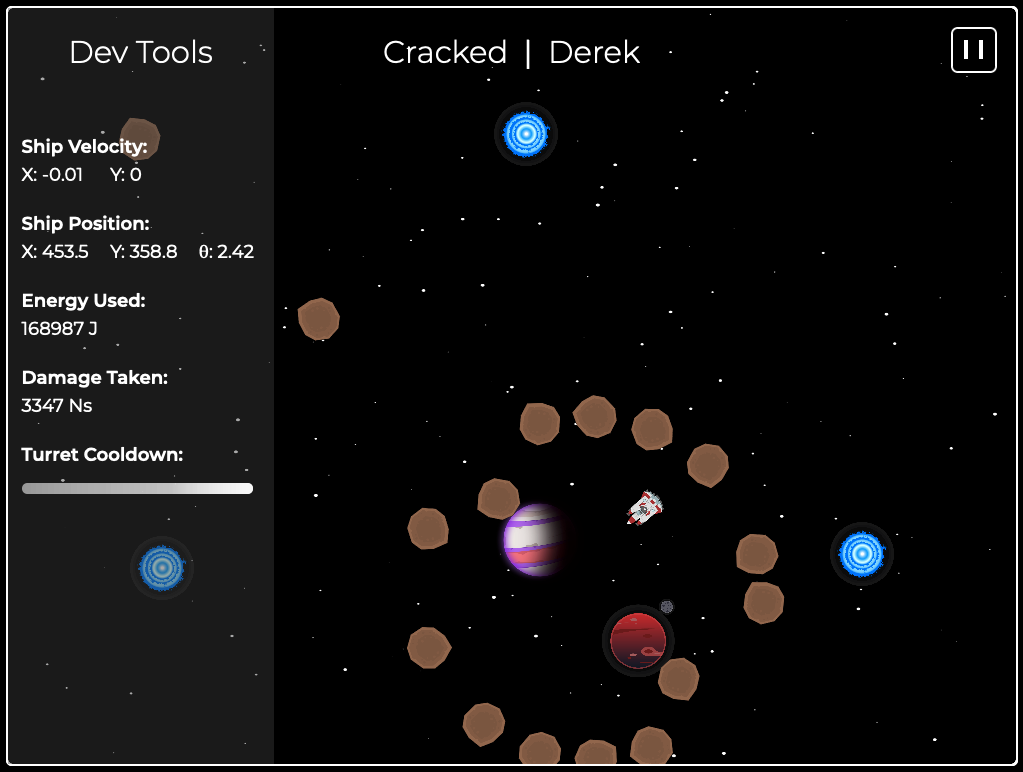 Dev Tools
Cracked | Derek
Ship Velocity:
X: -0.01 Y: 0
Ship Position:
X: 453.5 Y: 358.8 θ: 2.42
Energy Used:
168987 J
Damage Taken:
3347 Ns
Turret Cooldown: